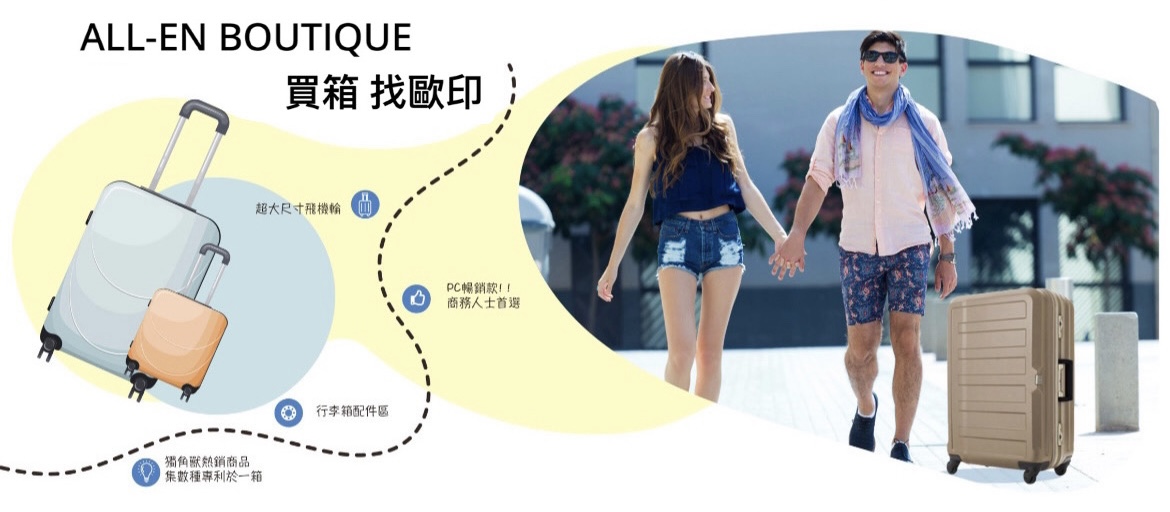 ALL-EN BOUTIQUE
買箱 找歐印
超大尺寸飛機輪
PC暢銷款!!
商務人士首選
行李箱配件區
獨角獸熱銷商品
集數種專利於一箱